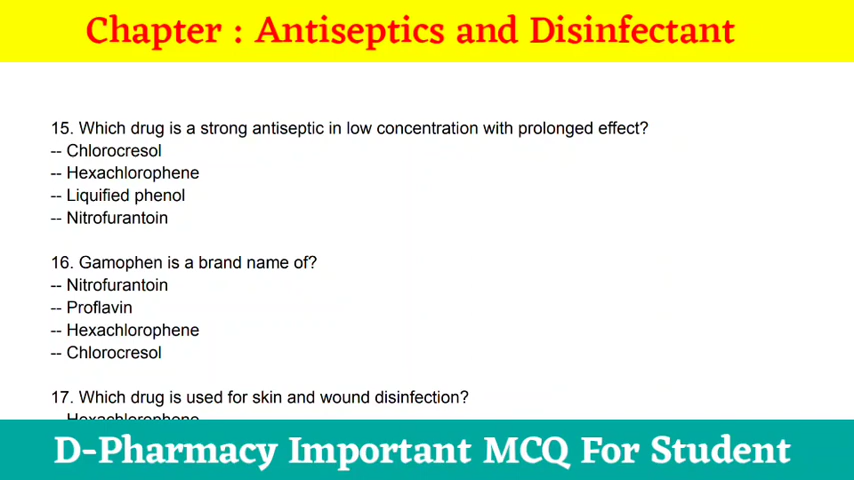 Chapter : Antiseptics and Disinfectant
15. Which drug is a strong antiseptic in low concentration with prolonged effect?
-- Chlorocresol
-- Hexachlorophene
-- Liquified phenol
-- Nitrofurantoin
16. Gamophen is a brand name of?
-- Nitrofurantoin
-- Proflavin
-- Hexachlorophene
-- Chlorocresol
17. Which drug is used for skin and wound disinfection?
-- Hexachlorophene
D-Pharmacy Important MCQ For Student